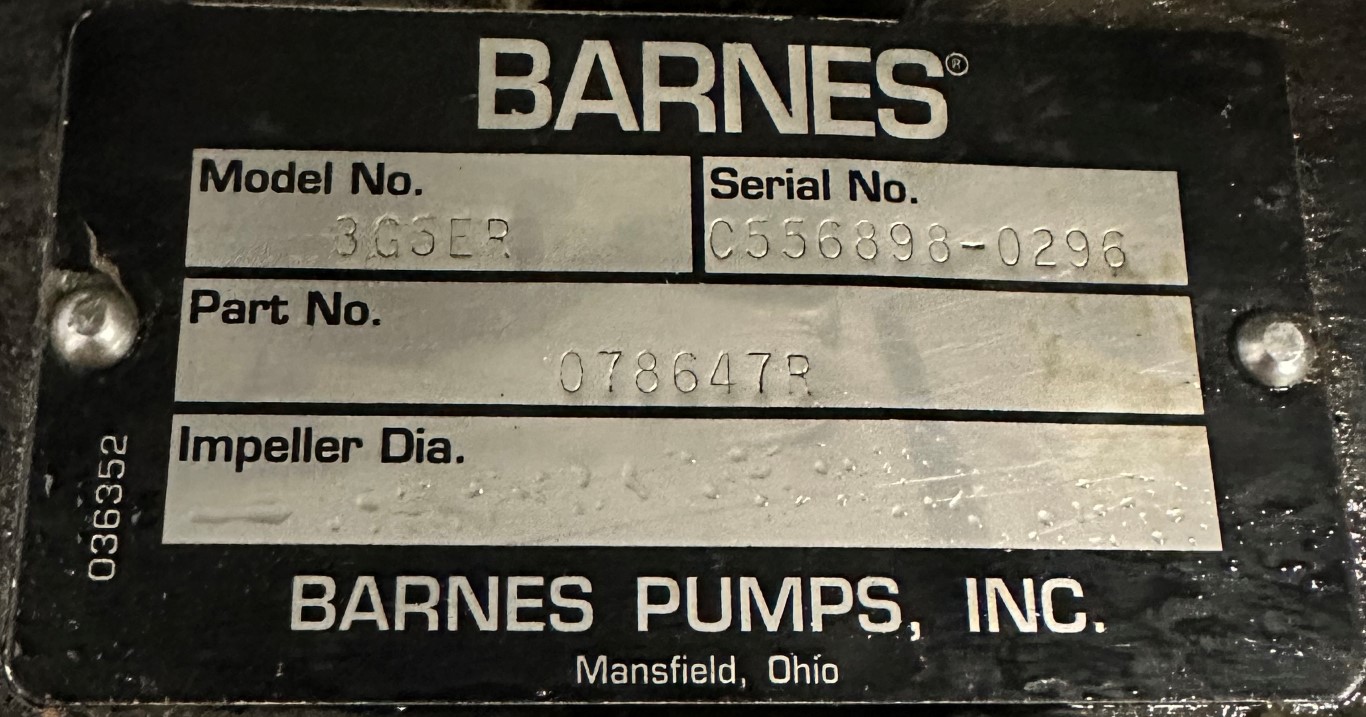 BARNES®
Model No.
3G5ER
Serial No.
C556898-0296
Part No.
078647R
Impeller Dia.
036352
BARNES PUMPS, INC.
Mansfield, Ohio